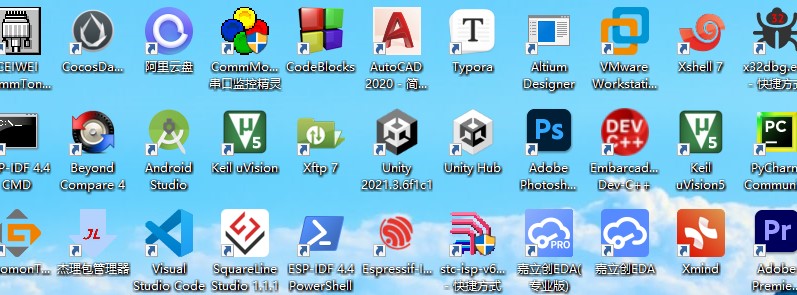 CEIWEI CocosDa... 阿里云盘 CommMo... CodeBlocks AutoCAD Typora Altium VMware Xshell 7 x32dbg.e...
mmTon... 串口监控精灵 2020 - 简... Designer Workstati... - 快捷方式
P-IDF 4.4 Beyond Android Keil uVision Xftp 7 Unity Unity Hub Adobe Embarcad... Keil PyCharm
CMD Compare 4 Studio 2021.3.6f1c1 Photosh... Dev-C++ uVision5 Commun
omonT... 杰理包管理器 Visual SquareLine ESP-IDF 4.4 Espressif-I... stc-isp-v6... 嘉立创EDA( 嘉立创EDA Xmind Adobe
Studio Code Studio 1.1.1 PowerShell - 快捷方式 专业版) Premie...